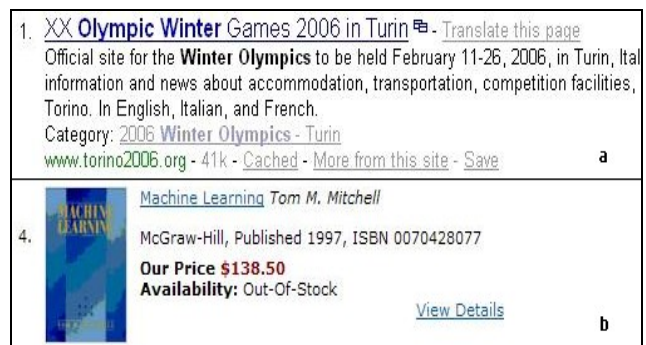 1. XX Olympic Winter Games 2006 in Turin - Translate this page
Official site for the Winter Olympics to be held February 11-26, 2006, in Turin, Ital
information and news about accommodation, transportation, competition facilities,
Torino. In English, Italian, and French.
Category: 2006 Winter Olympics - Turin
www.torino2006.org - 41k - Cached - More from this site - Save
a
MACHINE
LEARNING
Machine Learning Tom M. Mitchell
4.
McGraw-Hill, Published 1997, ISBN 0070428077
Our Price $138.50
Availability: Out-Of-Stock
View Details
b